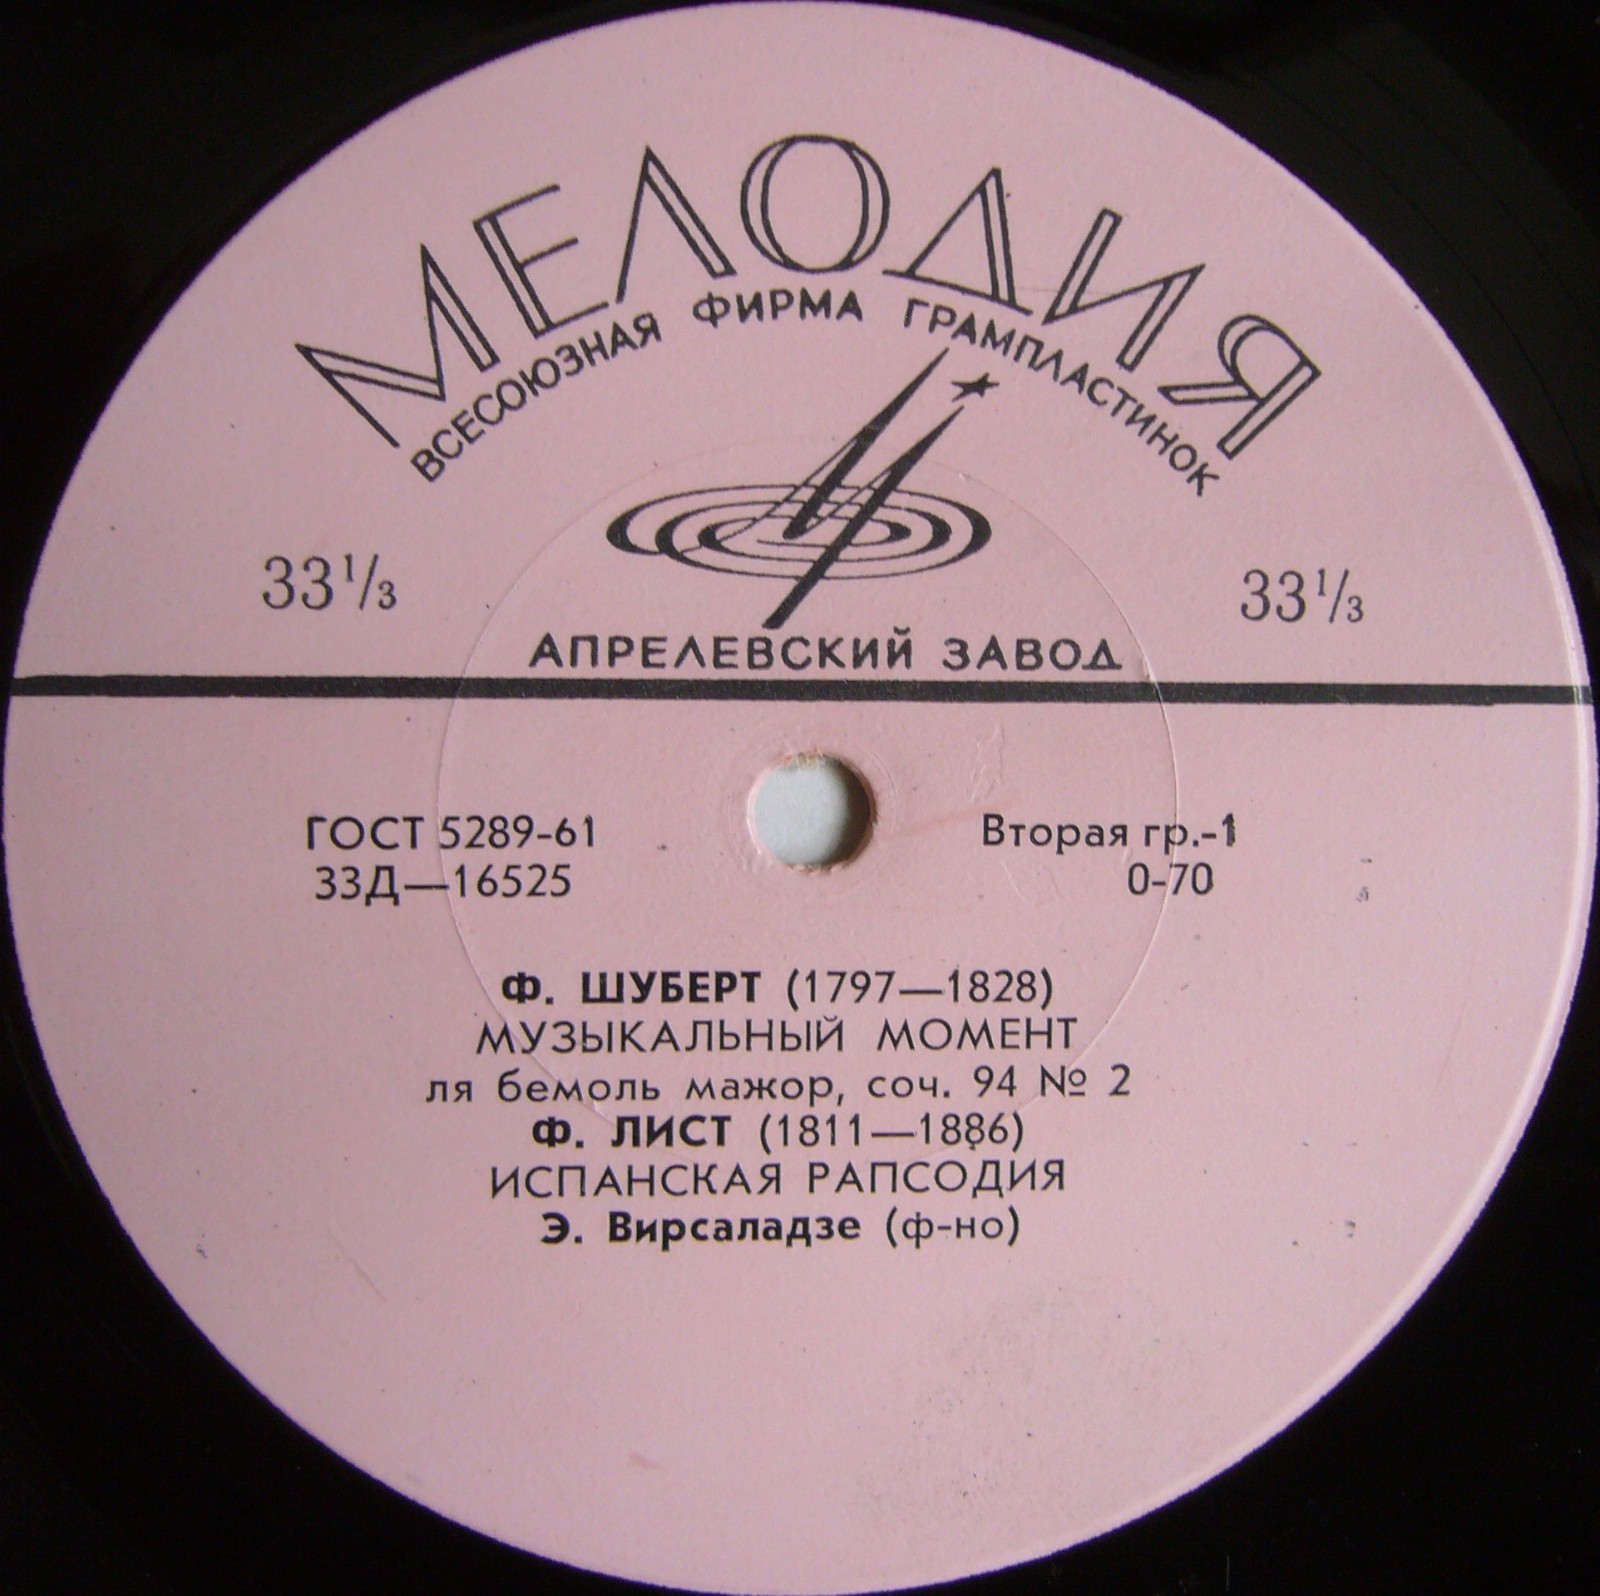 МЕЛОДИЯ
ВСЕСОЮЗНАЯ ФИРМА ГРАМПЛАСТИНОК
33⅓ 33⅓
АПРЕЛЕВСКИЙ ЗАВОД
ГОСТ 5289-61 Вторая гр.-1
33Д—16525 0-70
Ф. ШУБЕРТ (1797—1828)
МУЗЫКАЛЬНЫЙ МОМЕНТ
ля бемоль мажор, соч. 94 № 2
Ф. ЛИСТ (1811—1886)
ИСПАНСКАЯ РАПСОДИЯ
Э. Вирсаладзе (ф-но)